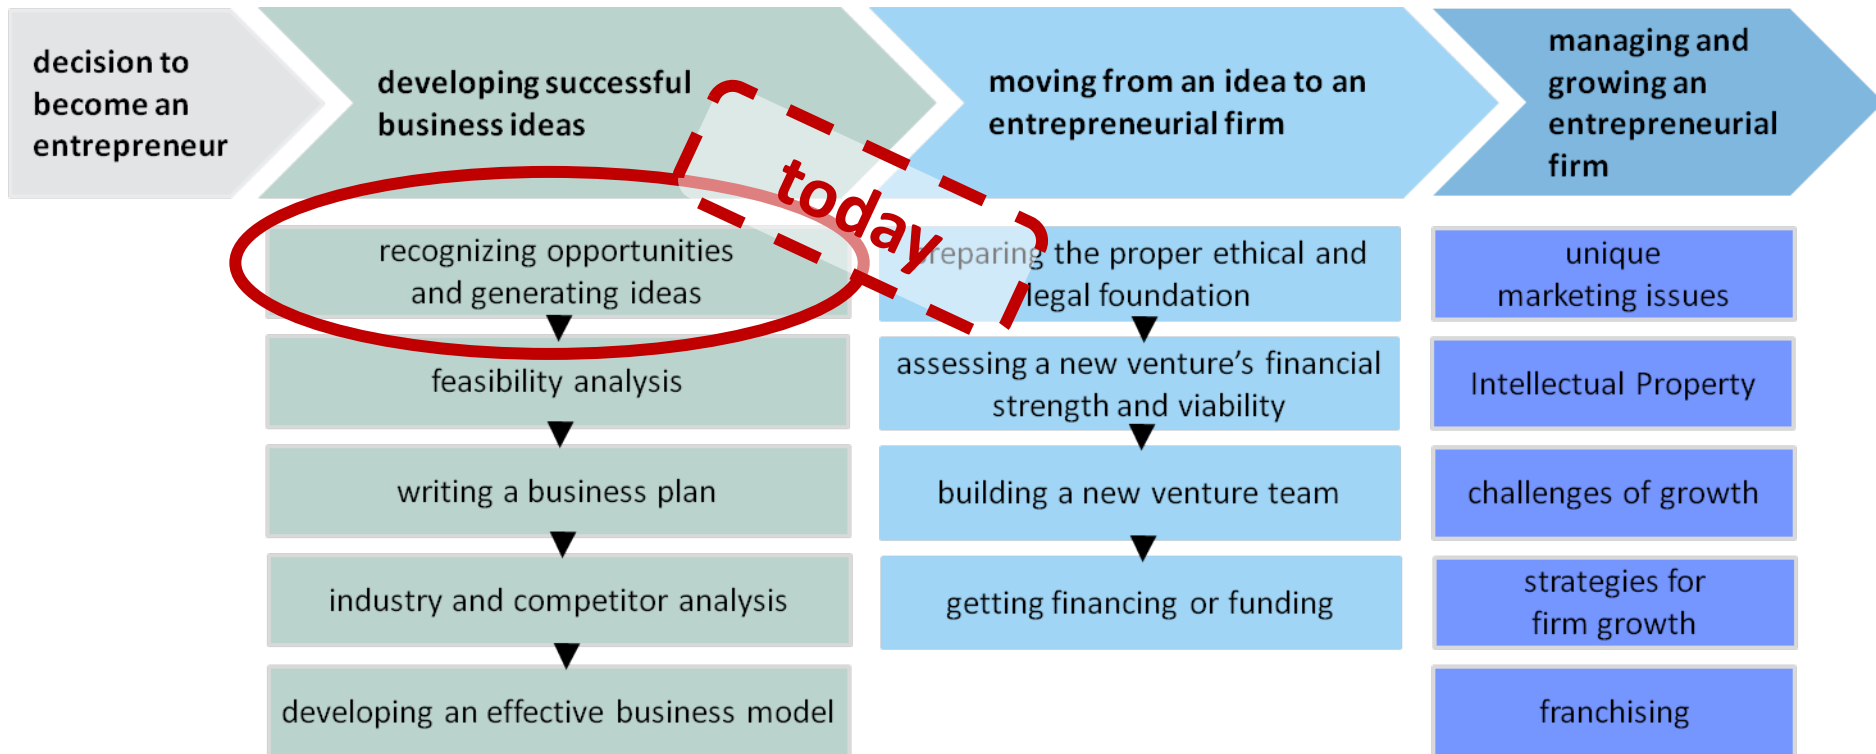 decision to
become an
entrepreneur
developing successful
business ideas
moving from an idea to an
entrepreneurial firm
managing and
growing an
entrepreneurial
firm
today
recognizing opportunities
and generating ideas
feasibility analysis
writing a business plan
industry and competitor analysis
developing an effective business model
preparing the proper ethical and
legal foundation
assessing a new venture’s financial
strength and viability
building a new venture team
getting financing or funding
unique
marketing issues
Intellectual Property
challenges of growth
strategies for
firm growth
franchising